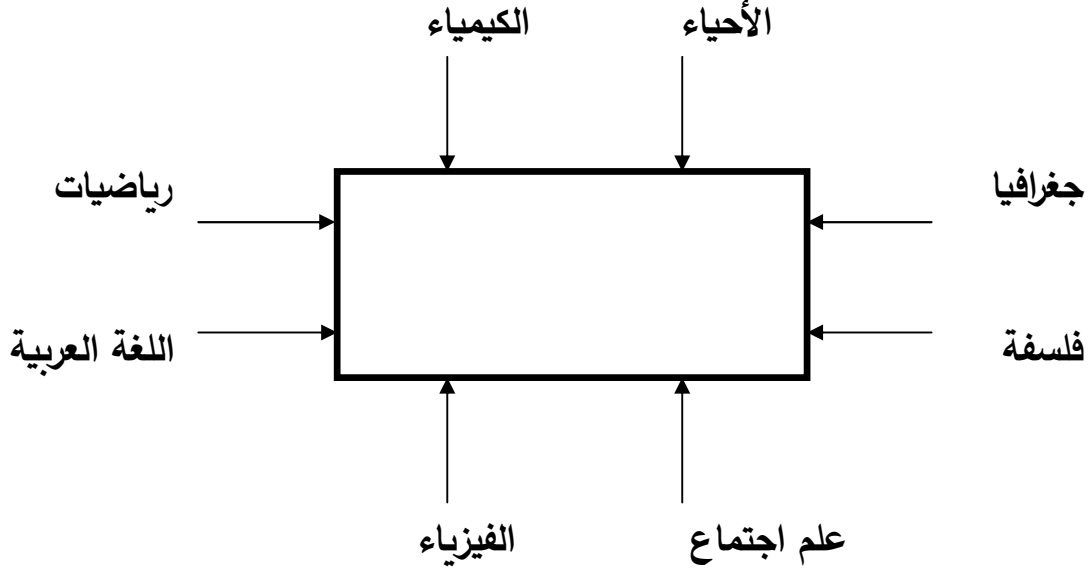 الأحياء
الكيمياء
جغرافيا
رياضيات
فلسفة
اللغة العربية
علم اجتماع
الفيزياء